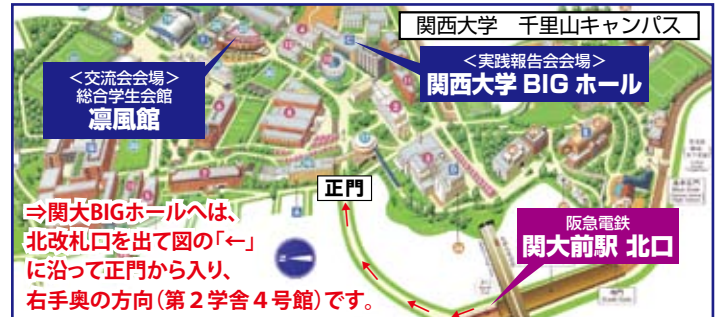 関西大学 千里山キャンパス
＜交流会会場＞
総合学生会館
凛風館
＜実践報告会会場＞
関西大学 BIG ホール
正門
⇒関大BIGホールへは、
北改札口を出て図の「←」
に沿って正門から入り、
右手奥の方向（第２学舎４号館）です。
阪急電鉄
関大前駅 北口